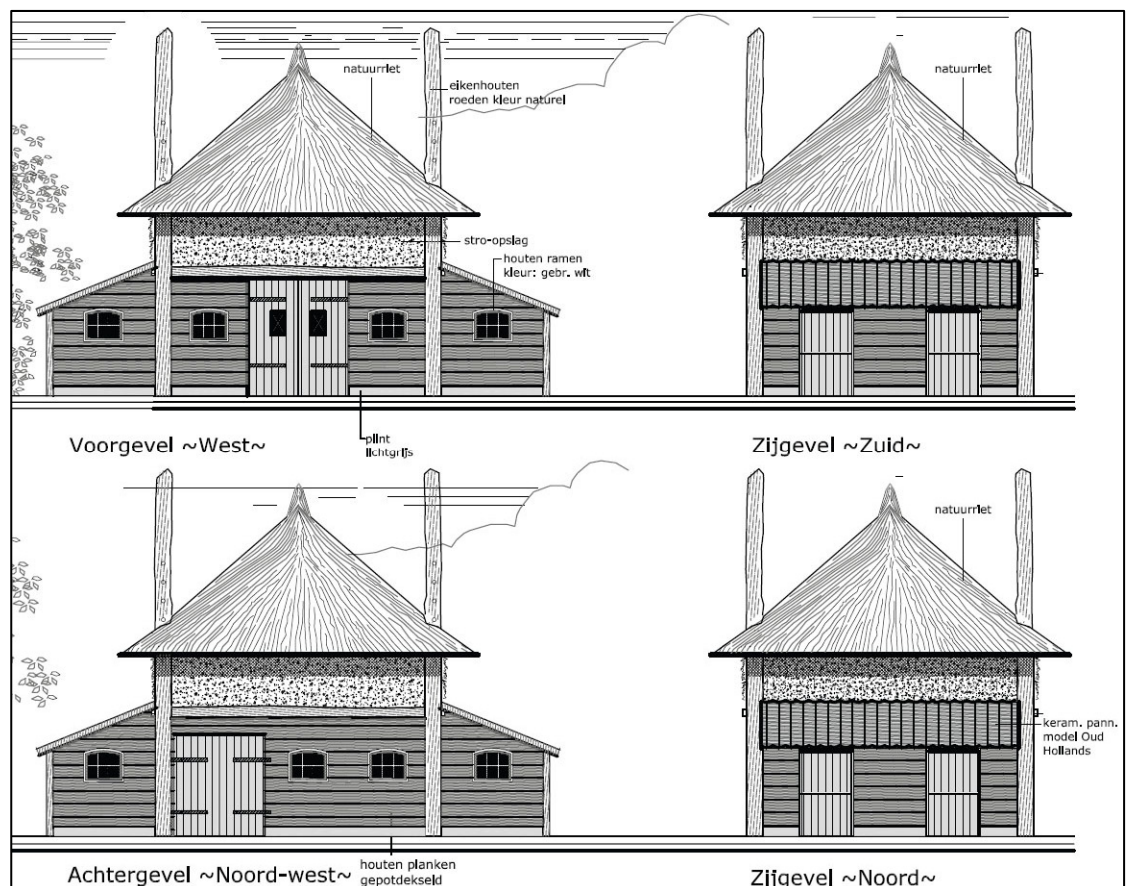 natuurriet
eikenhouten
roeden kleur naturel
natuurriet
stro-opslag
houten ramen
kleur: gebr. wit
Voorgevel ~West~
plint
lichtgrijs
Zijgevel ~Zuid~
natuurriet
keram. pann.
model Oud
Hollands
Achtergevel ~Noord-west~
houten planken
gepotdekseld
Zijgevel ~Noord~